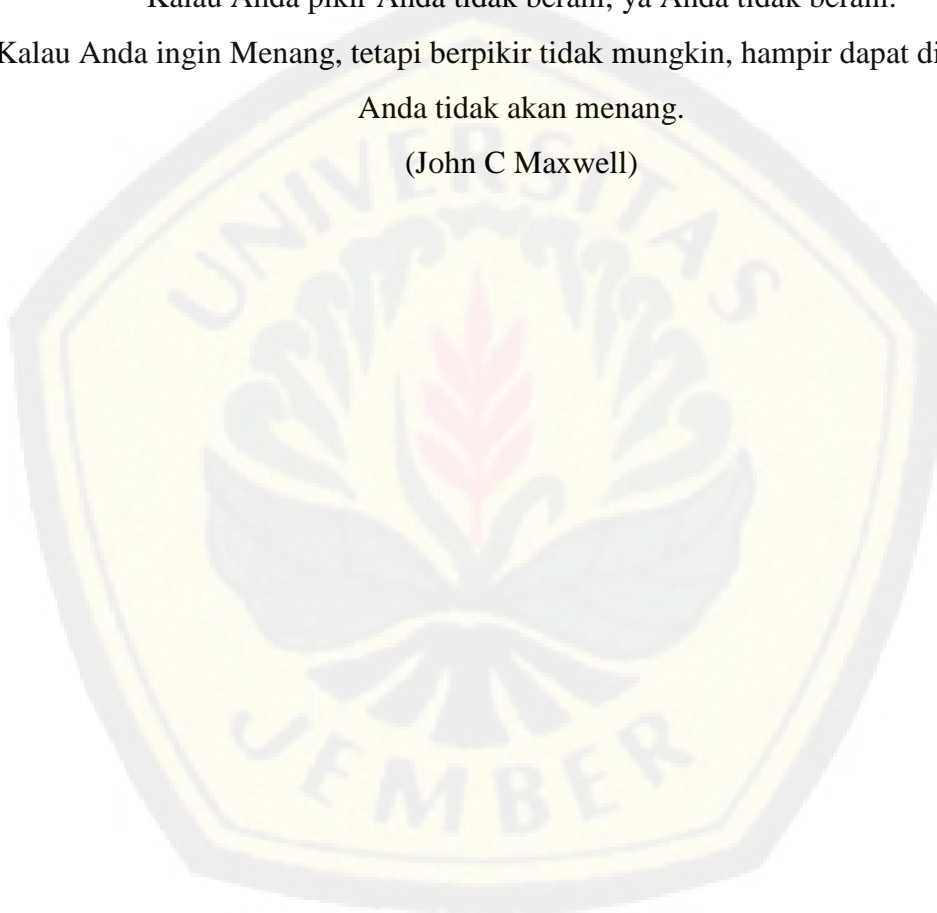 Kalau Anda pikir Anda tidak berani, ya Anda tidak berani.
Kalau Anda ingin Menang, tetapi berpikir tidak mungkin, hampir dapat di
Anda tidak akan menang.
(John C Maxwell)
UNIVERSITAS
JEMBER